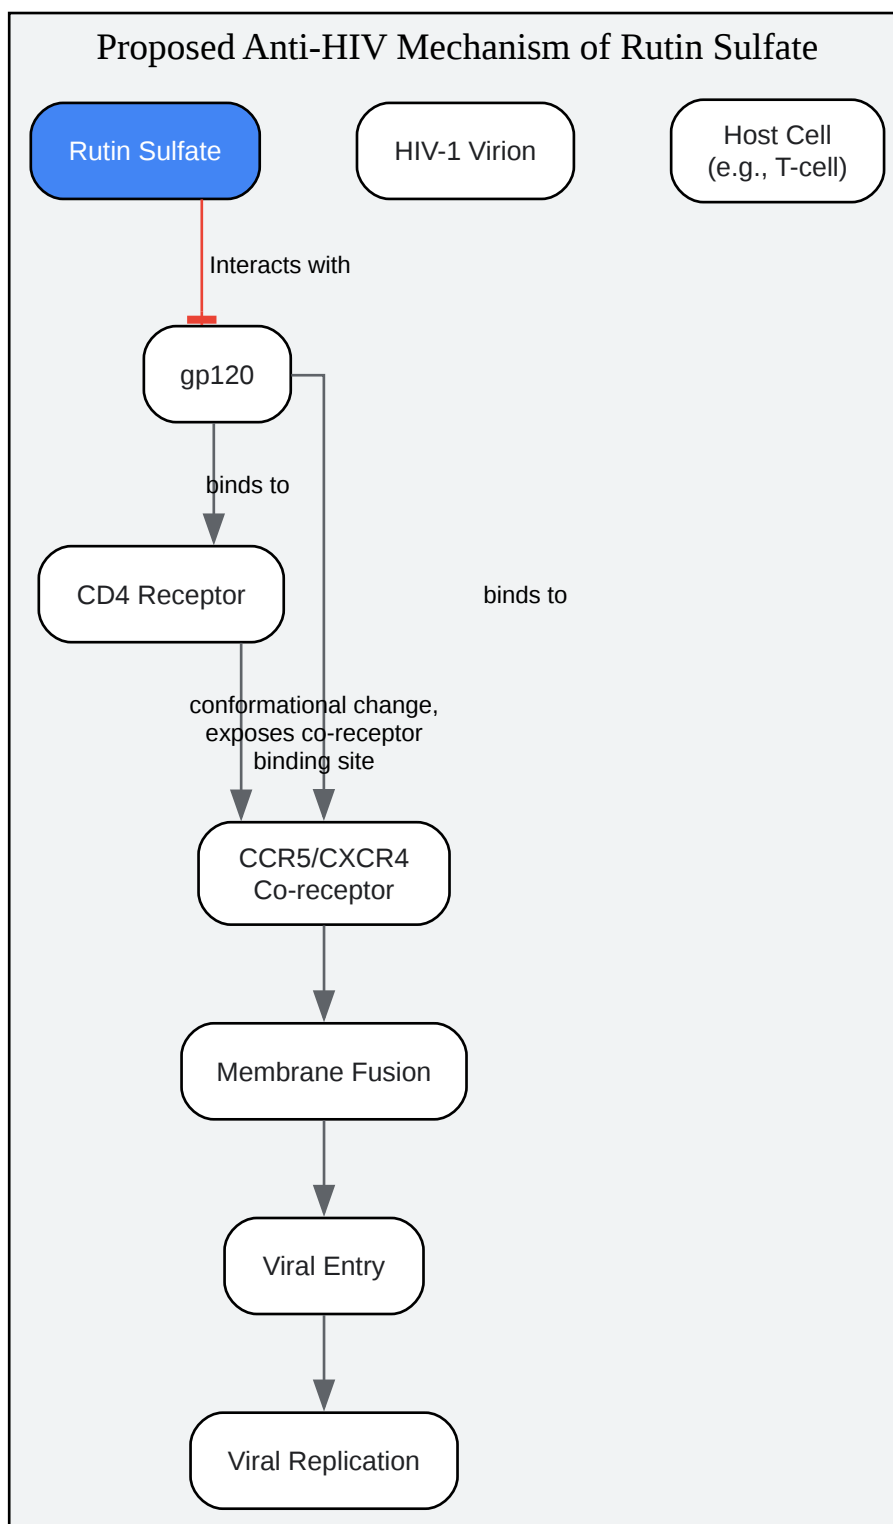 Proposed Anti-HIV Mechanism of Rutin Sulfate
Rutin Sulfate
HIV-1 Virion
Host Cell
(e.g., T-cell)
Interacts with
gp120
binds to
CD4 Receptor
binds to
conformational change,
exposes co-receptor
binding site
CCR5/CXCR4
Co-receptor
Membrane Fusion
Viral Entry
Viral Replication